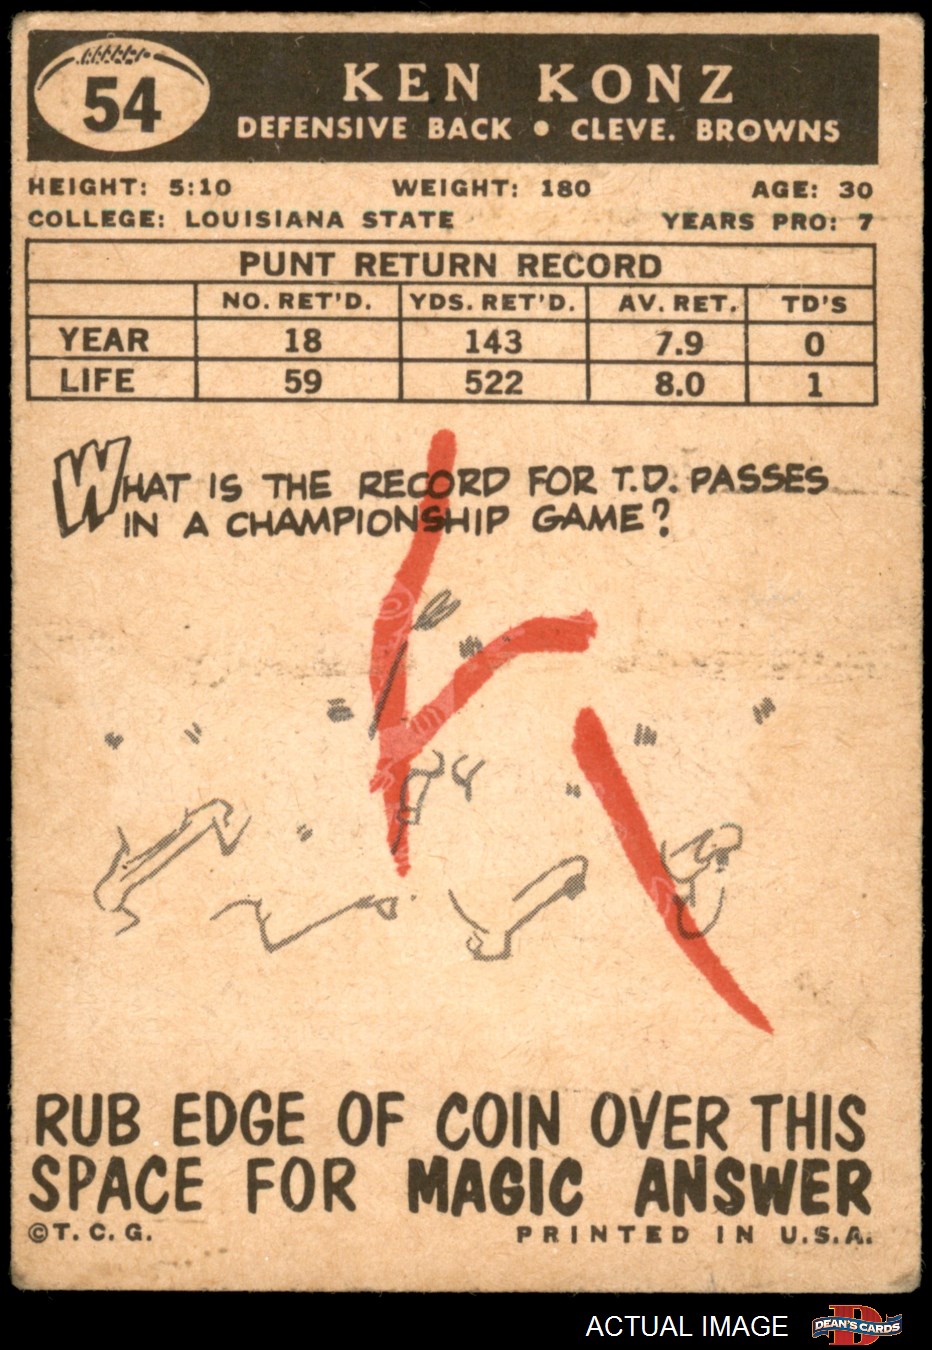 54
KEN KONZ
DEFENSIVE BACK • CLEVE. BROWNS
HEIGHT: 5:10 WEIGHT: 180 AGE: 30
COLLEGE: LOUISIANA STATE YEARS PRO: 7
PUNT RETURN RECORD
NO. RET'D. YDS. RET'D. AV. RET. TD'S
YEAR 18 143 7.9 0
LIFE 59 522 8.0 1
WHAT IS THE RECORD FOR T.D. PASSES
IN A CHAMPIONSHIP GAME?
RUB EDGE OF COIN OVER THIS
SPACE FOR MAGIC ANSWER
©T. C. G. PRINTED IN U.S.A.
ACTUAL IMAGE D DEAN'S CARDS